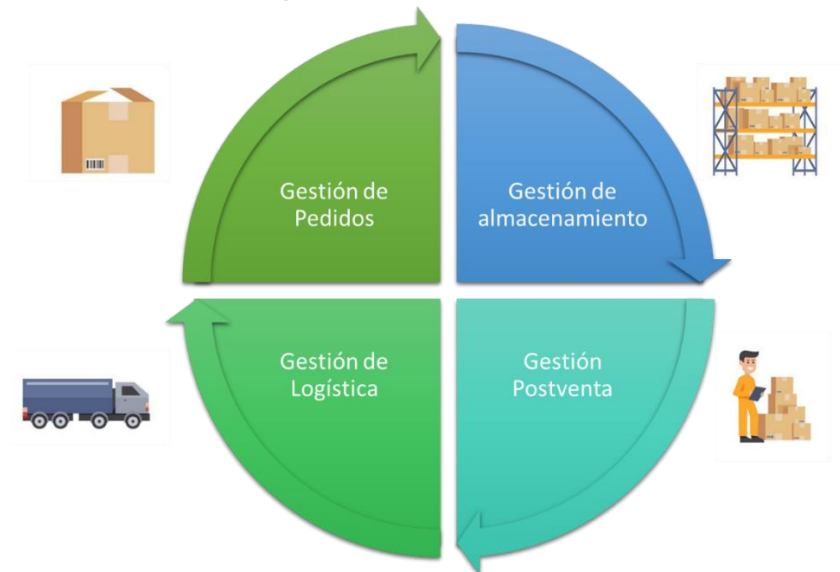 Gestión de
Pedidos
Gestión de
almacenamiento
Gestión de
Logística
Gestión
Postventa